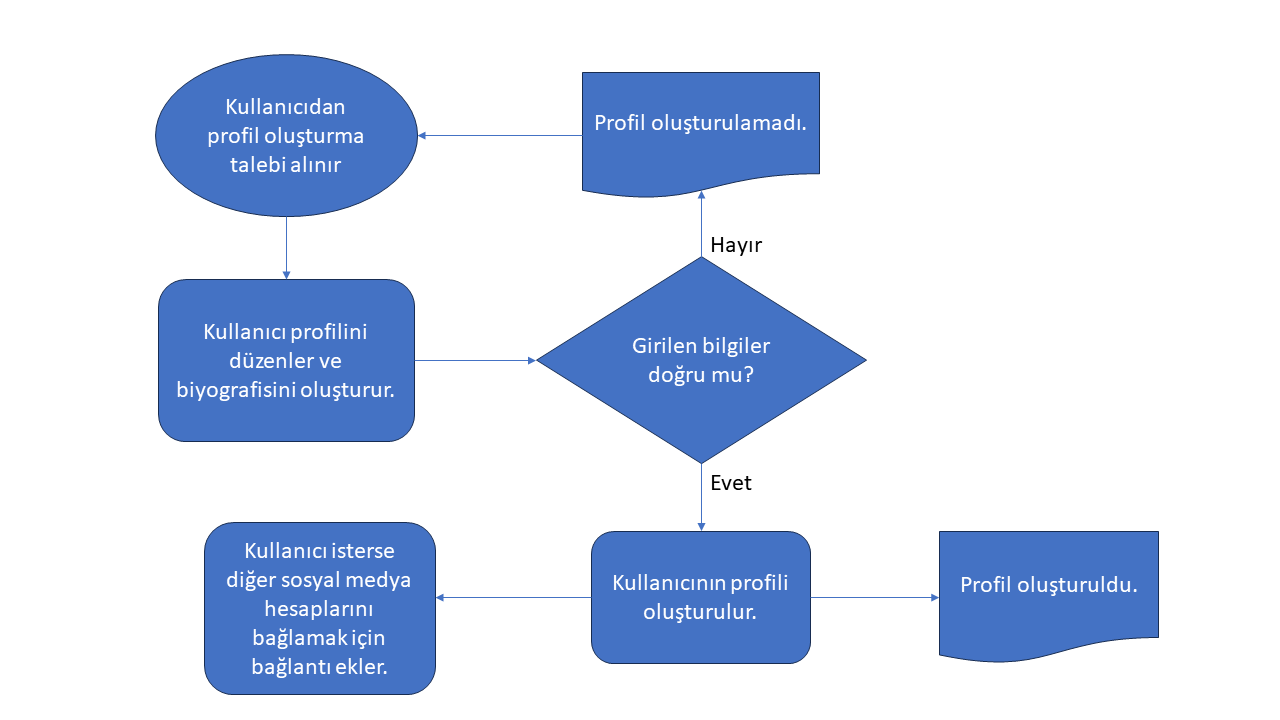 Kullanıcıdan
profil oluşturma
talebi alınır
Profil oluşturulamadı.
Hayır
Kullanıcı profilini
düzenler ve
biyografisini oluşturur.
Girilen bilgiler
doğru mu?
Evet
Kullanıcı isterse
diğer sosyal medya
hesaplarını
bağlamak için
bağlantı ekler.
Kullanıcının profili
oluşturulur.
Profil oluşturuldu.